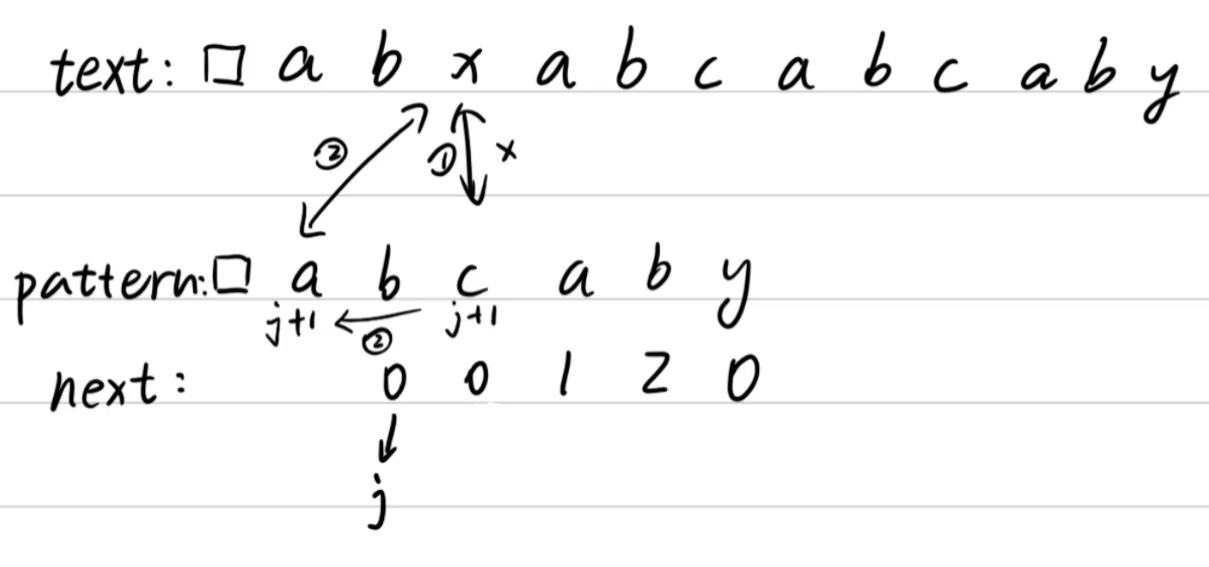 text: □ a b x a b c a b c a b y
② ① x
pattern: □ a b c a b y
j+1 ② j+1
next: 0 0 1 2 0
j